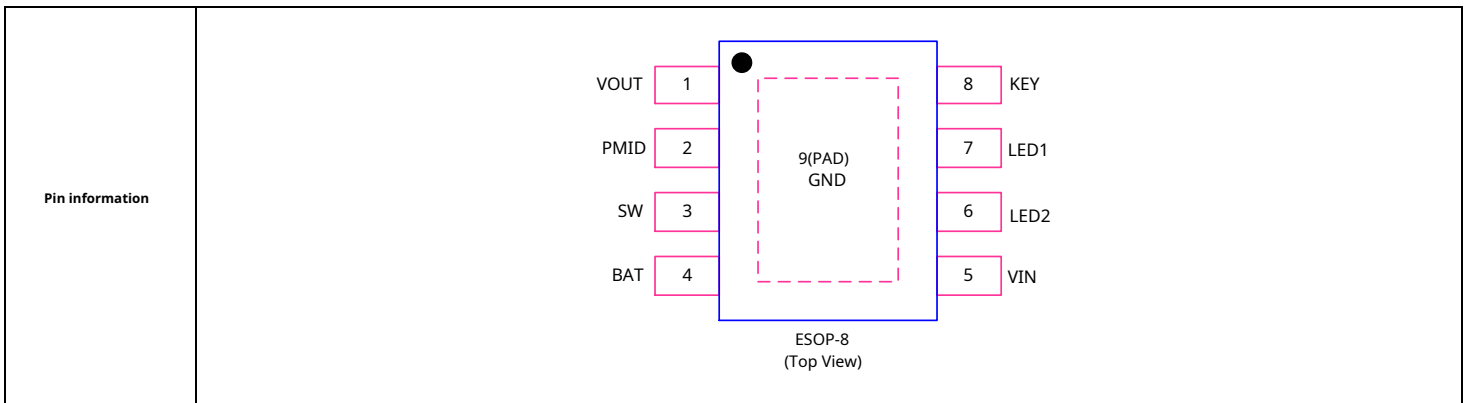 Pin information
VOUT 1 8 KEY
PMID 2 7 LED1
9(PAD)
GND
SW 3 6 LED2
BAT 4 5 VIN
ESOP-8
(Top View)